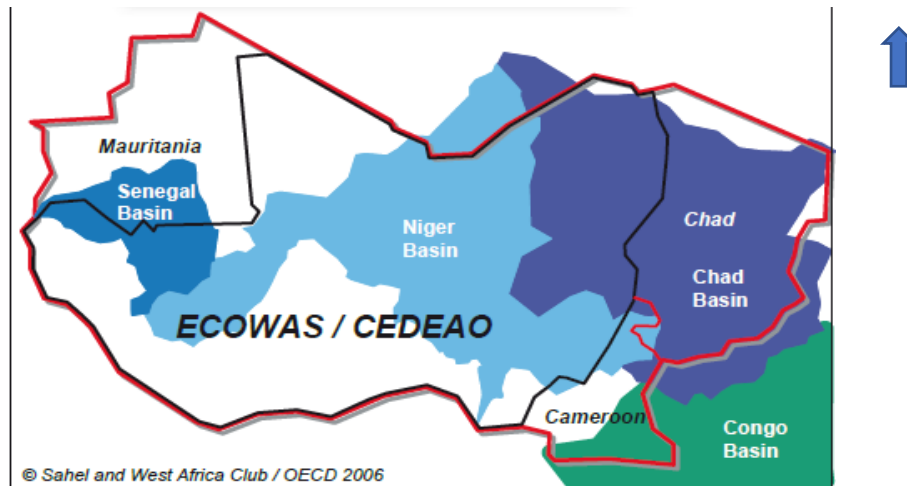 Mauritania
Senegal
Basin
Niger
Basin
Chad
Chad
Basin
ECOWAS / CEDEAO
Cameroon
Congo
Basin
© Sahel and West Africa Club / OECD 2006